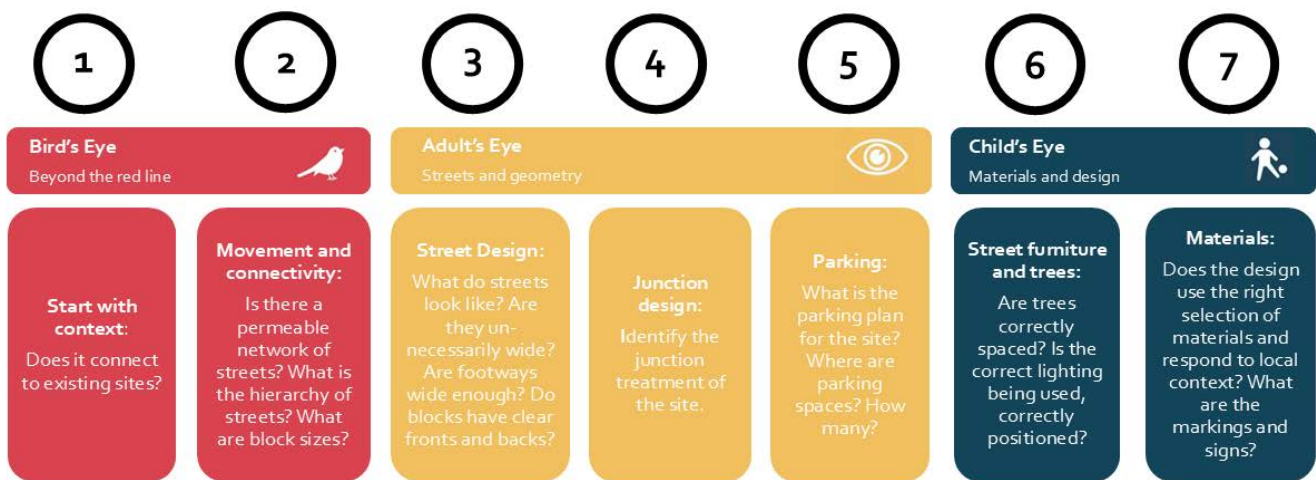 1
2
3
4
5
6
7
Bird's Eye
Beyond the red line
Adult's Eye
Streets and geometry
Child's Eye
Materials and design
Start with
context:
Does it connect
to existing sites?
Movement and
connectivity:
Is there a
permeable
network of
streets? What is
the hierarchy of
streets? What
are block sizes?
Street Design:
What do streets
look like? Are
they un-
necessarily wide?
Are footways
wide enough? Do
blocks have clear
fronts and backs?
Junction
design:
Identify the
junction
treatment of
the site.
Parking:
What is the
parking plan
for the site?
Where are
parking
spaces? How
many?
Street furniture
and trees:
Are trees
correctly
spaced? Is the
correct lighting
being used,
correctly
positioned?
Materials:
Does the design
use the right
selection of
materials and
respond to local
context? What
are the
markings and
signs?